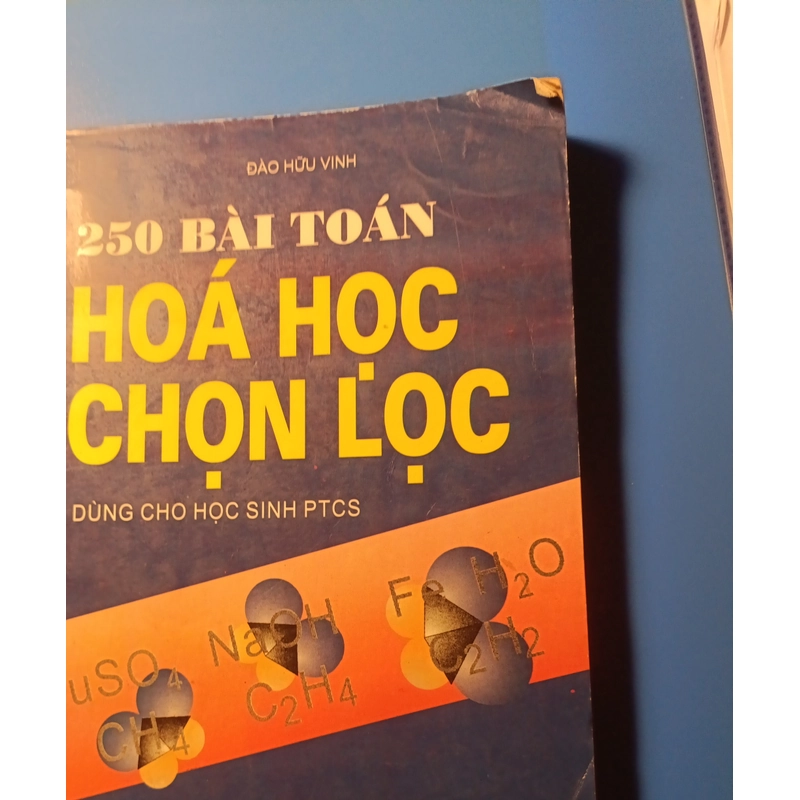 ĐÀO HỮU VINH
250 BÀI TOÁN
HOÁ HỌC
CHỌN LỌC
DÙNG CHO HỌC SINH PTCS
Fe H₂O
NaOH C₂H₂
uSO₄ C₂H₄
CH₄